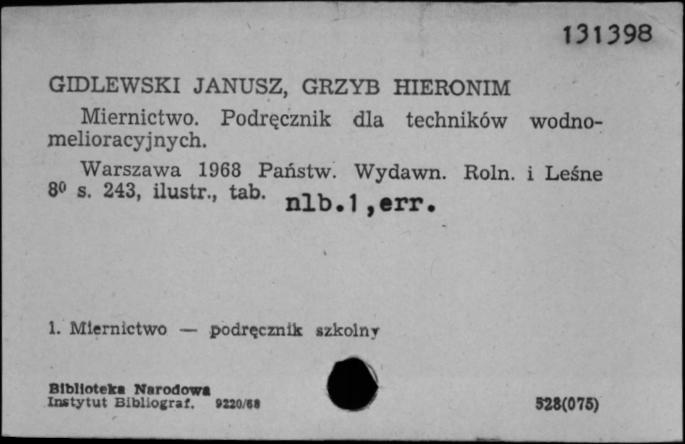 131398
GIDLEWSKI JANUSZ, GRZYB HIERONIM
Miernictwo. Podręcznik dla techników wodno-
melioracyjnych.
Warszawa 1968 Państw. Wydawn. Roln. i Leśne
8⁰ s. 243, ilustr., tab. nlb.1,err.
1. Miernictwo — podręcznik szkolny
Biblioteka Narodowa
Instytut Bibliograf. 9220/68
528(075)